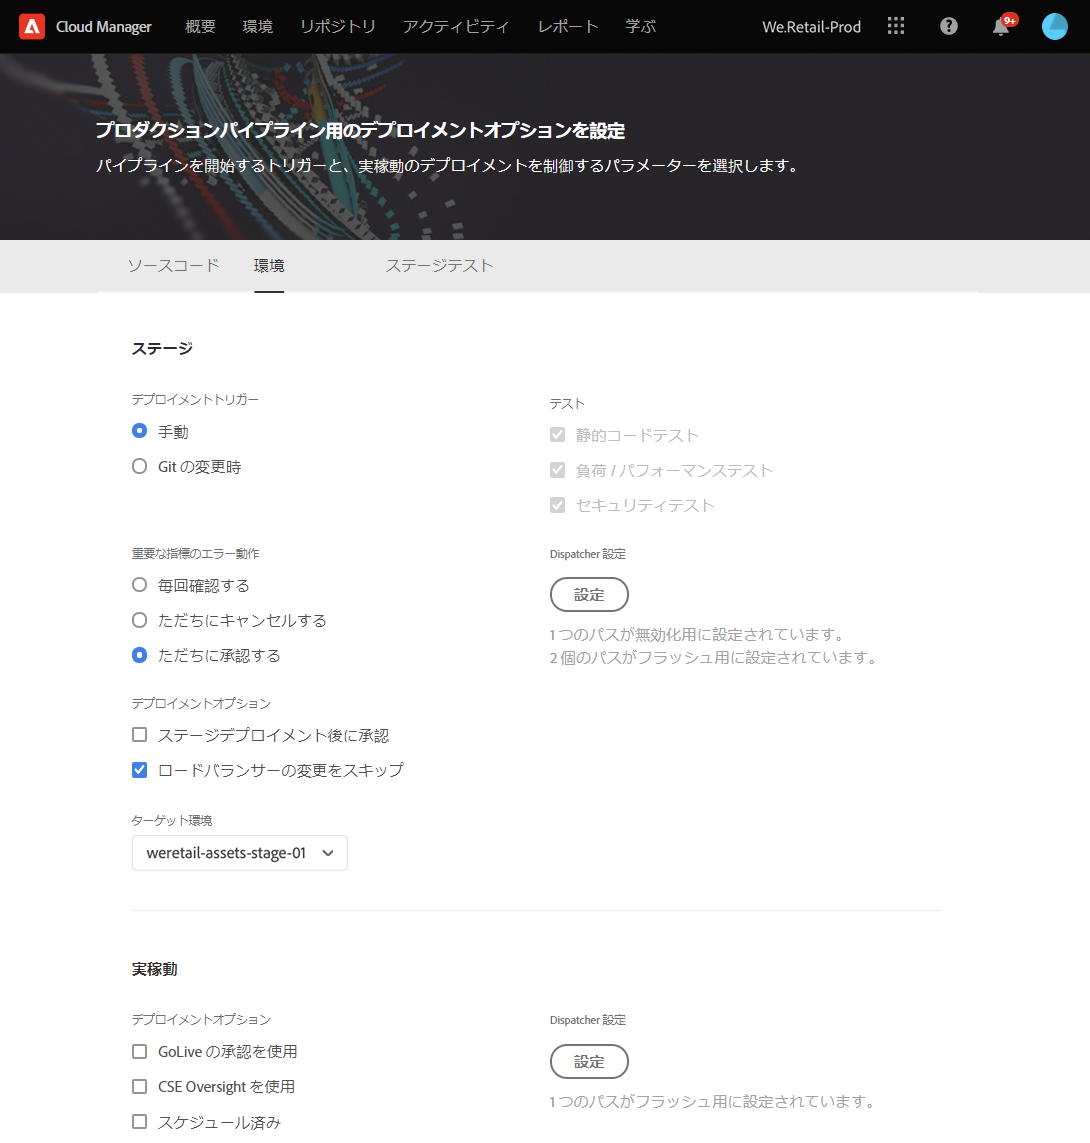 Cloud Manager 概要 環境 リポジトリ アクティビティ レポート 学ぶ We.Retail-Prod ? 9+
プロダクションパイプライン用のデプロイメントオプションを設定
パイプラインを開始するトリガーと、実稼動のデプロイメントを制御するパラメーターを選択します。
ソースコード 環境 ステージテスト
ステージ
デプロイメントトリガー
手動
Git の変更時
テスト
静的コードテスト
負荷 / パフォーマンステスト
セキュリティテスト
重要な指標のエラー動作
毎回確認する
ただちにキャンセルする
ただちに承認する
Dispatcher 設定
設定
1 つのパスが無効化用に設定されています。
2 個のパスがフラッシュ用に設定されています。
デプロイメントオプション
ステージデプロイメント後に承認
ロードバランサーの変更をスキップ
ターゲット環境
weretail-assets-stage-01
実稼動
デプロイメントオプション
GoLive の承認を使用
CSE Oversight を使用
スケジュール済み
Dispatcher 設定
設定
1 つのパスがフラッシュ用に設定されています。